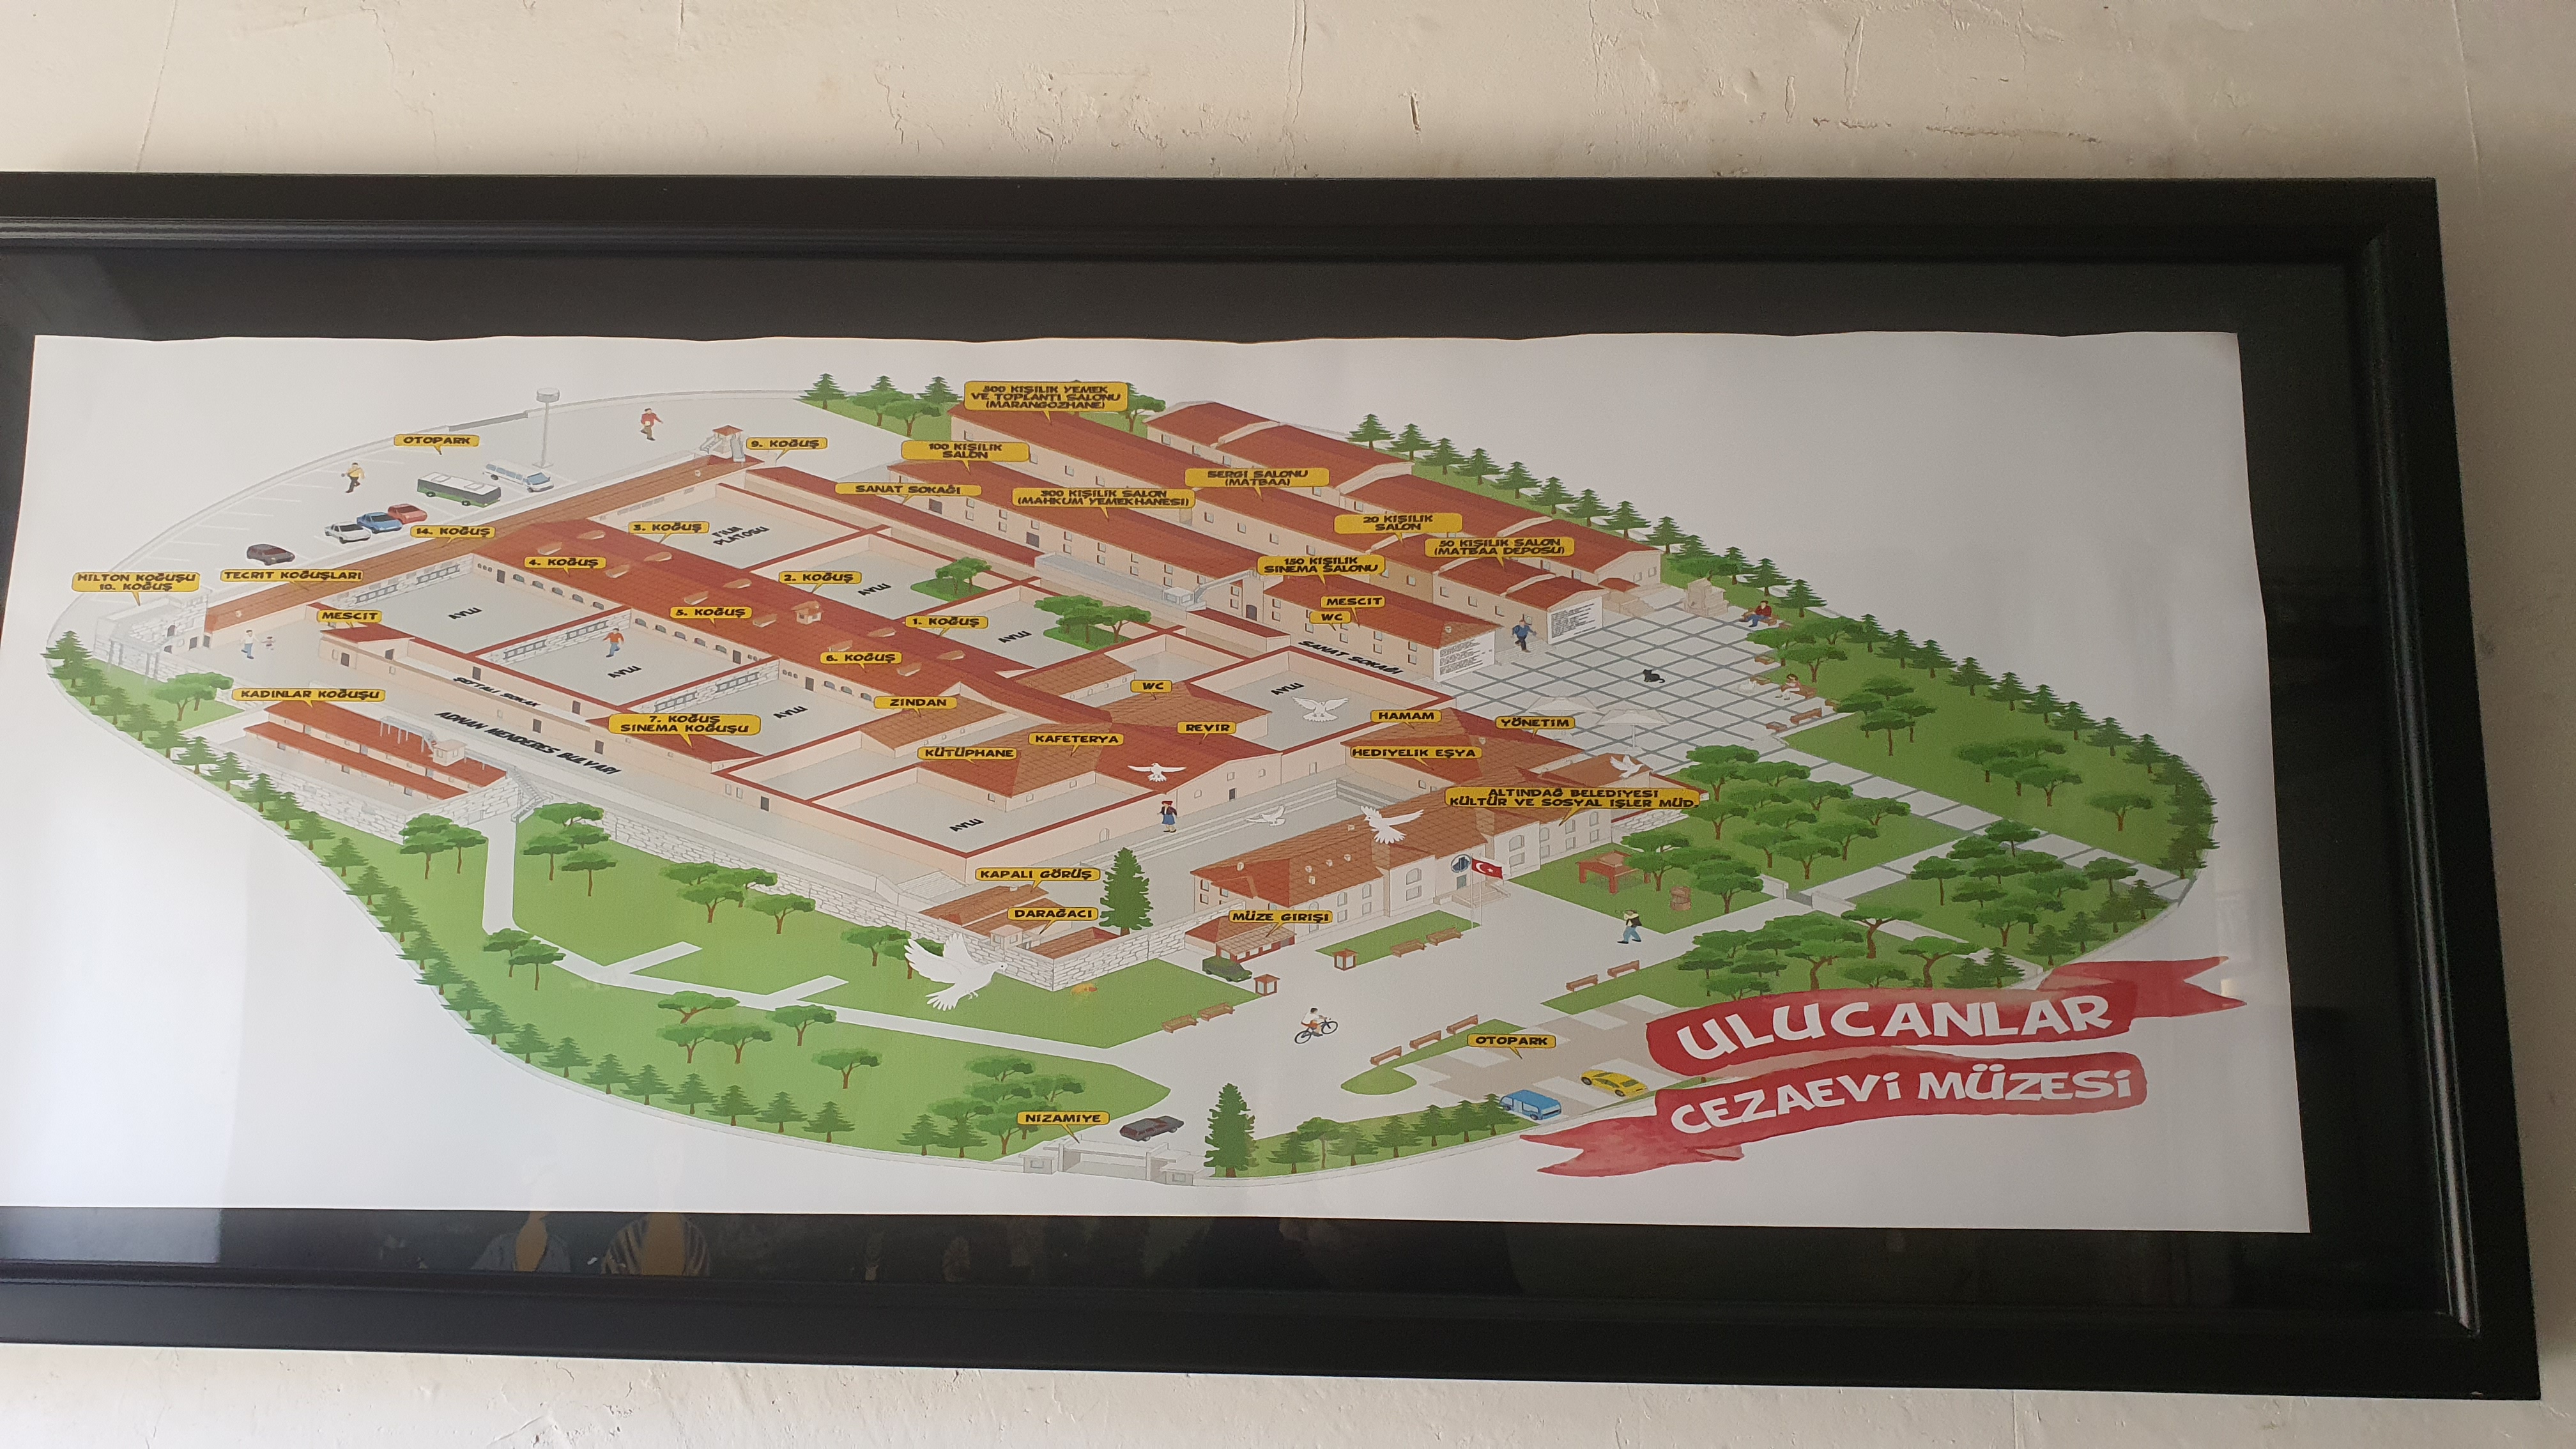 500 KİŞİLİK YEMEK
VE TOPLANTI SALONU
(MARANGOZHANE)
OTOPARK
9. KOĞUŞ
100 KİŞİLİK
SALON
SERGİ SALONU
(MATBAA)
SANAT SOKAĞI
300 KİŞİLİK SALON
(MAHKUM YEMEKHANESİ)
20 KİŞİLİK
SALON
14. KOĞUŞ
3. KOĞUŞ
FİLM
PLATOSU
50 KİŞİLİK SALON
(MATBAA DEPOSU)
HILTON KOĞUŞU
10. KOĞUŞ
TECRİT KOĞUŞLARI
4. KOĞUŞ
2. KOĞUŞ
AVLU
150 KİŞİLİK
SİNEMA SALONU
MESCİT
AVLU
5. KOĞUŞ
1. KOĞUŞ
AVLU
MESCİT
WC
6. KOĞUŞ
AVLU
SANAT SOKAĞI
ŞEFTALİ SOKAK
KADINLAR KOĞUŞU
ADNAN MENDERES BULVARI
7. KOĞUŞ
SİNEMA KOĞUŞU
AVLU
ZINDAN
WC
AVLU
KÜTÜPHANE
KAFETERYA
REVİR
HAMAM
YÖNETİM
HEDİYELİK EŞYA
ALTINDAĞ BELEDİYESİ
KÜLTÜR VE SOSYAL İŞLER MÜD.
AVLU
KAPALI GÖRÜŞ
DARAĞACI
MÜZE GİRİŞİ
OTOPARK
NİZAMİYE
ULUCANLAR
CEZAEVİ MÜZESİ